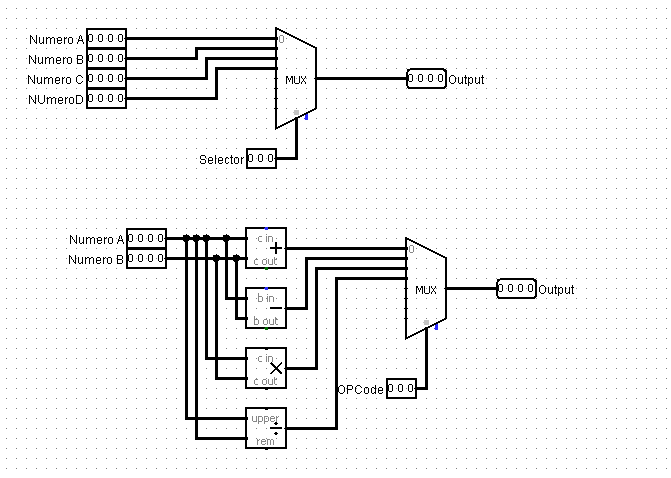 Numero A 0 0 0 0
Numero B 0 0 0 0
Numero C 0 0 0 0
NUmeroD 0 0 0 0
0
MUX
0 0 0 0 Output
Selector 0 0 0
Numero A 0 0 0 0
Numero B 0 0 0 0
c in
+
c out
b in
−
b out
c in
×
c out
upper
÷
rem
0
MUX
0 0 0 0 Output
OPCode 0 0 0